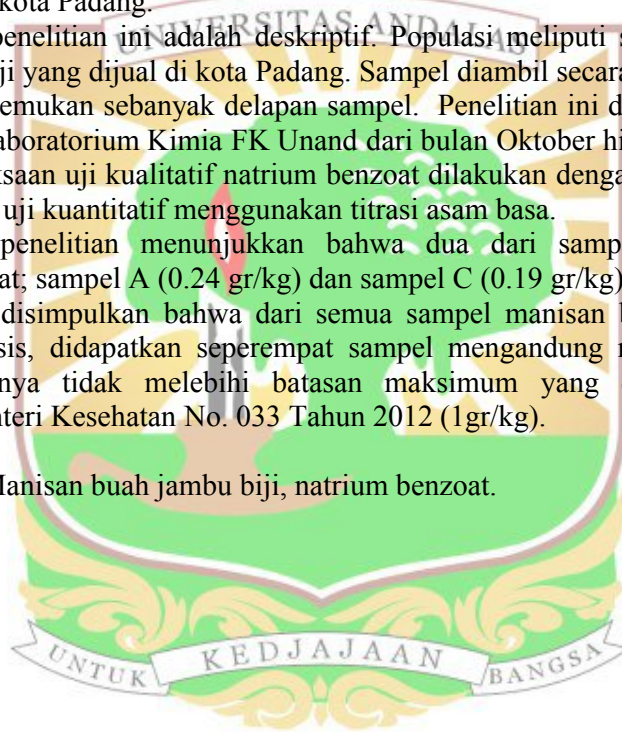 kota Padang.
UNIVERSITAS ANDALAS
penelitian ini adalah deskriptif. Populasi meliputi s
ji yang dijual di kota Padang. Sampel diambil secara
emukan sebanyak delapan sampel. Penelitian ini d
aboratorium Kimia FK Unand dari bulan Oktober hi
ksaan uji kualitatif natrium benzoat dilakukan denga
uji kuantitatif menggunakan titrasi asam basa.
penelitian menunjukkan bahwa dua dari samp
at; sampel A (0.24 gr/kg) dan sampel C (0.19 gr/kg)
disimpulkan bahwa dari semua sampel manisan b
sis, didapatkan seperempat sampel mengandung n
nya tidak melebihi batasan maksimum yang
nteri Kesehatan No. 033 Tahun 2012 (1gr/kg).
Manisan buah jambu biji, natrium benzoat.
UNTUK KEDJAJAAN BANGSA